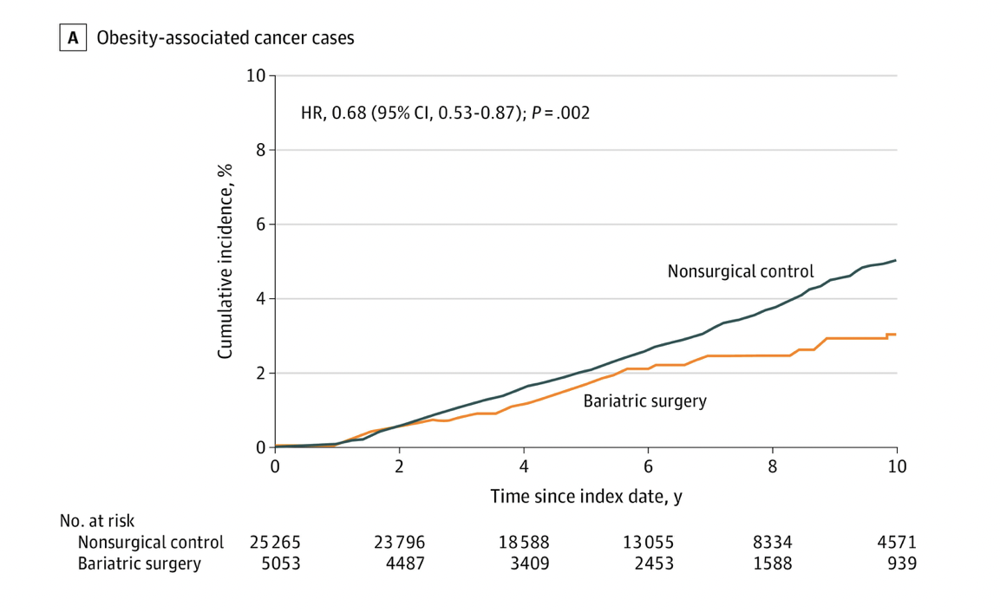 A Obesity-associated cancer cases
10
HR, 0.68 (95% CI, 0.53-0.87); P = .002
8
6
4
2
0
Cumulative incidence, %
Nonsurgical control
Bariatric surgery
0 2 4 6 8 10
Time since index date, y
No. at risk
Nonsurgical control 25 265 23 796 18 588 13 055 8334 4571
Bariatric surgery 5053 4487 3409 2453 1588 939